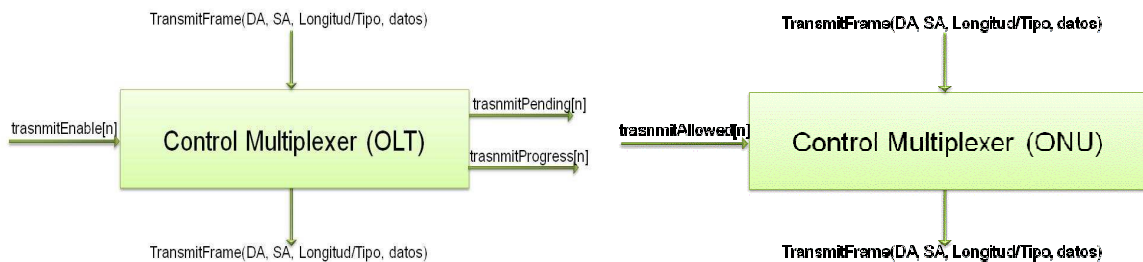 TransmitFrame(DA, SA, Longitud/Tipo, datos)
trasnmitEnable[n]
Control Multiplexer (OLT)
trasnmitPending[n]
trasnmitProgress[n]
TransmitFrame(DA, SA, Longitud/Tipo, datos)
TransmitFrame(DA, SA, Longitud/Tipo, datos)
trasnmitAllowed[n]
Control Multiplexer (ONU)
TransmitFrame(DA, SA, Longitud/Tipo, datos)